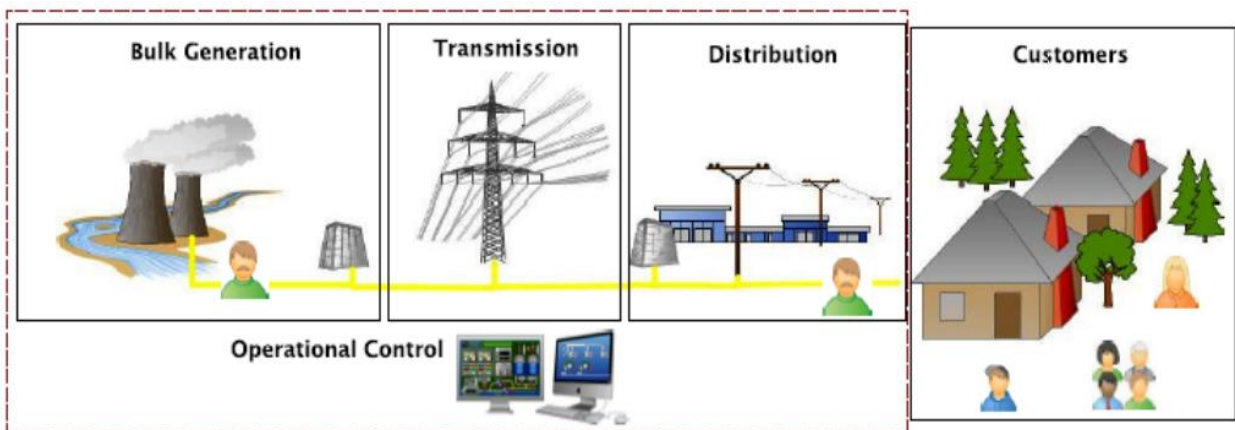 Bulk Generation
Transmission
Distribution
Customers
Operational Control